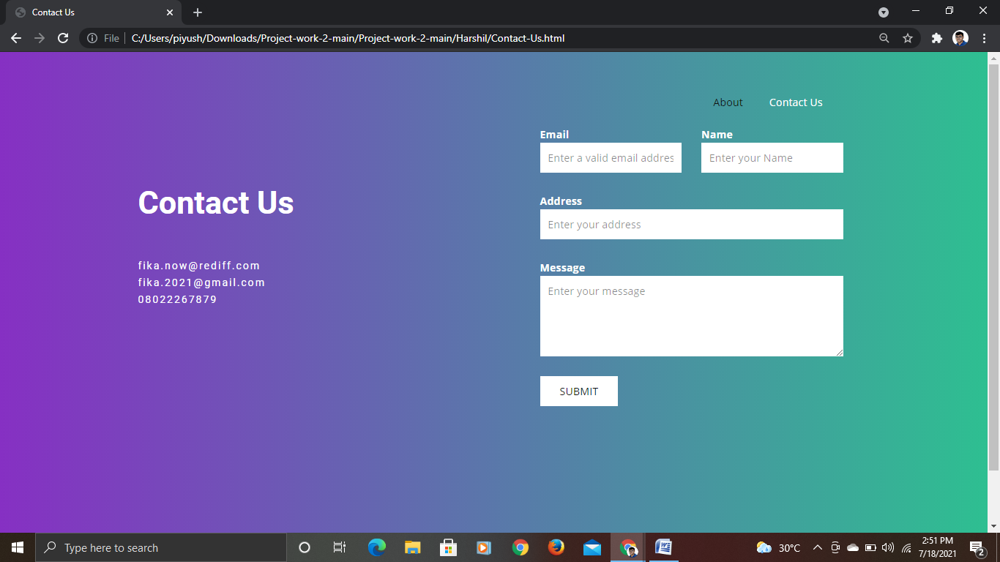 Contact Us
File
C:/Users/piyush/Downloads/Project-work-2-main/Project-work-2-main/Harshil/Contact-Us.html
About
Contact Us
Email
Name
Enter a valid email addres
Enter your Name
Contact Us
Address
Enter your address
fika.now@rediff.com
fika.2021@gmail.com
08022267879
Message
Enter your message
SUBMIT
Type here to search
30°C
2:51 PM
7/18/2021
2